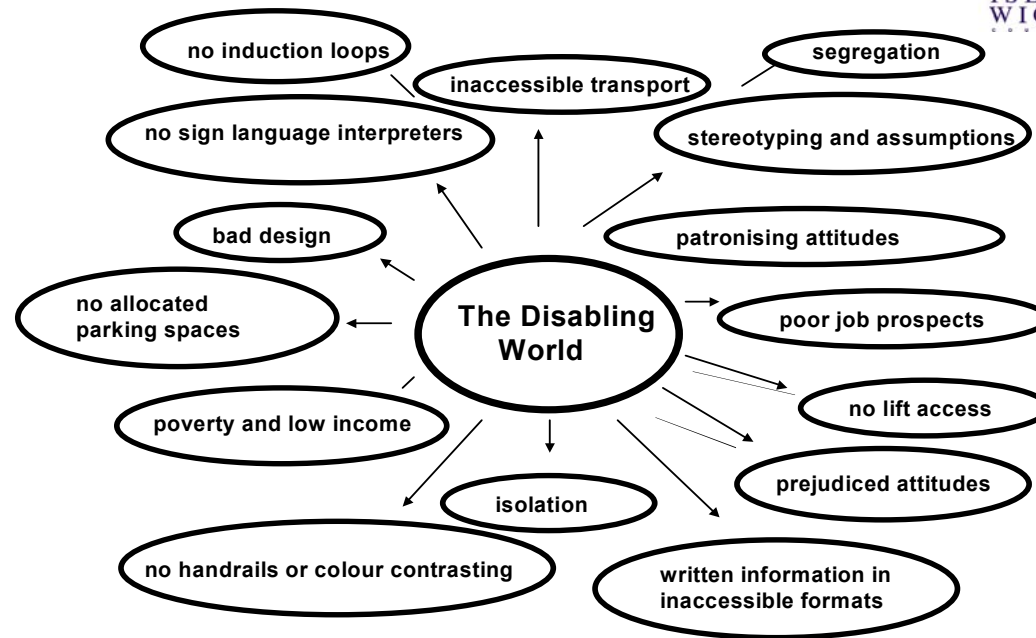 no induction loops
inaccessible transport
segregation
no sign language interpreters
stereotyping and assumptions
bad design
patronising attitudes
no allocated
parking spaces
The Disabling
World
poor job prospects
poverty and low income
no lift access
prejudiced attitudes
isolation
no handrails or colour contrasting
written information in
inaccessible formats